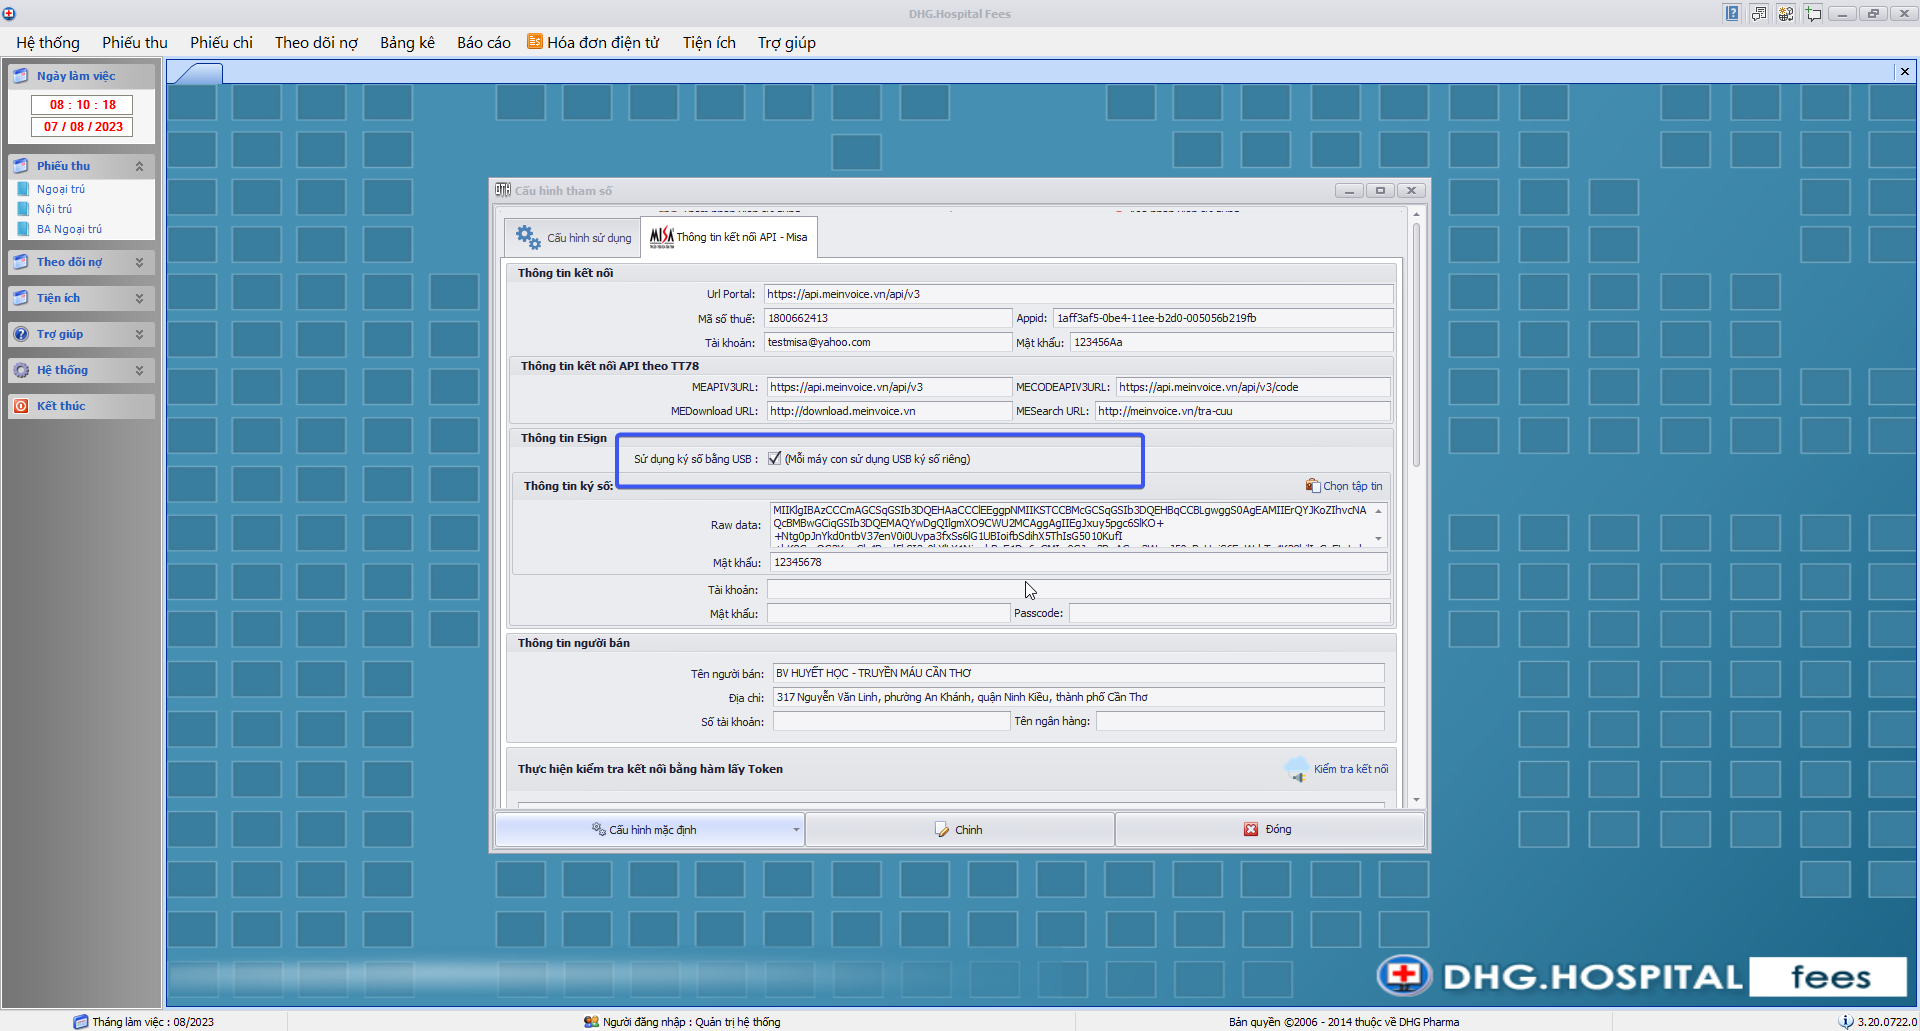 DHG.Hospital Fees
Hệ thống Phiếu thu Phiếu chi Theo dõi nợ Bảng kê Báo cáo Hóa đơn điện tử Tiện ích Trợ giúp
Ngày làm việc
08 : 10 : 18
07 / 08 / 2023
Phiếu thu
Ngoại trú
Nội trú
BA Ngoại trú
Theo dõi nợ
Tiện ích
Trợ giúp
Hệ thống
Kết thúc
Cấu hình tham số
Cấu hình sử dụng
MISA Thông tin kết nối API - Misa
Thông tin kết nối
Url Portal: https://api.meinvoice.vn/api/v3
Mã số thuế: 1800662413 Appid: 1aff3af5-0be4-11ee-b2d0-005056b219fb
Tài khoản: testmisa@yahoo.com Mật khẩu: 123456Aa
Thông tin kết nối API theo TT78
MEAPIV3URL: https://api.meinvoice.vn/api/v3 MECODEAPIV3URL: https://api.meinvoice.vn/api/v3/code
MEDownload URL: http://download.meinvoice.vn MESearch URL: http://meinvoice.vn/tra-cuu
Thông tin ESign
Sử dụng ký số bằng USB : (Mỗi máy con sử dụng USB ký số riêng)
Thông tin ký số: Chọn tập tin
Raw data:
Mật khẩu: 12345678
Tài khoản:
Mật khẩu: Passcode:
Thông tin người bán
Tên người bán: BV HUYẾT HỌC - TRUYỀN MÁU CẦN THƠ
Địa chỉ: 317 Nguyễn Văn Linh, phường An Khánh, quận Ninh Kiều, thành phố Cần Thơ
Số tài khoản: Tên ngân hàng:
Thực hiện kiểm tra kết nối bằng hàm lấy Token Kiểm tra kết nối
Cấu hình mặc định Chỉnh Đóng
DHG.HOSPITAL fees
Tháng làm việc : 08/2023 Người đăng nhập : Quản trị hệ thống Bản quyền ©2006 - 2014 thuộc về DHG Pharma 3.20.0722.0